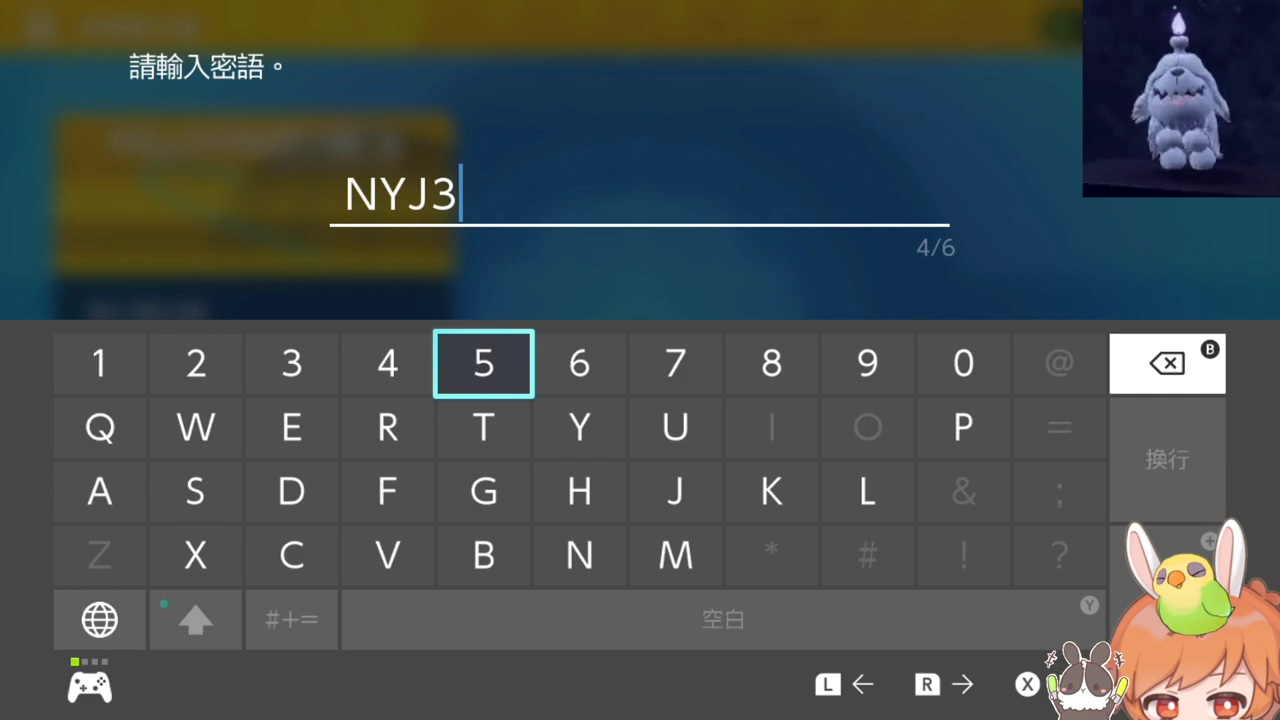 請輸入密語。
NYJ3
4/6
1 2 3 4 5 6 7 8 9 0 @ B
Q W E R T Y U I O P =
換行
A S D F G H J K L & ;
Z X C V B N M * # ! ? +
#+= 空白 Y
L ← R → X